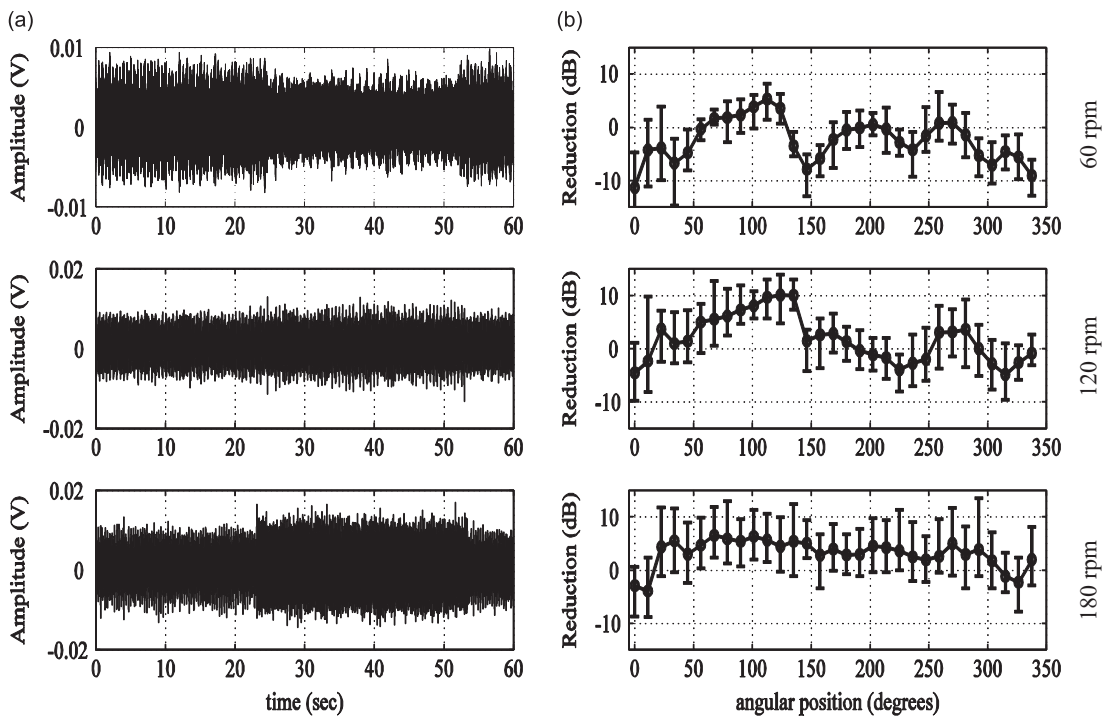 (a) (b)
0.01
0
-0.01
Amplitude (V)
0 10 20 30 40 50 60
10
0
-10
Reduction (dB)
0 50 100 150 200 250 300 350
60 rpm
0.02
0
-0.02
Amplitude (V)
0 10 20 30 40 50 60
10
0
-10
Reduction (dB)
0 50 100 150 200 250 300 350
120 rpm
0.02
0
-0.02
Amplitude (V)
0 10 20 30 40 50 60
time (sec)
10
0
-10
Reduction (dB)
0 50 100 150 200 250 300 350
angular position (degrees)
180 rpm